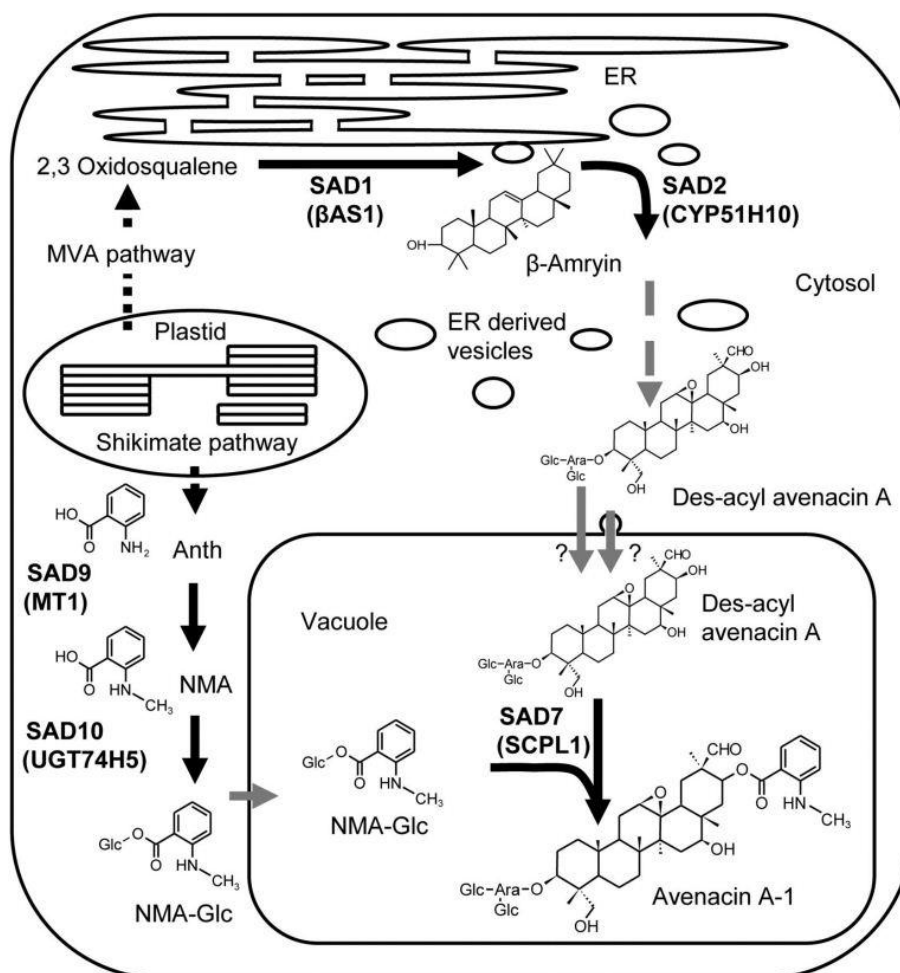 ER
2,3 Oxidosqualene
SAD1
(βAS1)
SAD2
(CYP51H10)
OH
β-Amryin
MVA pathway
Cytosol
Plastid
ER derived
vesicles
Shikimate pathway
CHO
OH
O
OH
Glc-Ara-O
Glc
OH
Des-acyl avenacin A
HO
O
NH2
Anth
SAD9
(MT1)
? ?
Vacuole
CHO
OH
O
OH
Glc-Ara-O
Glc
OH
Des-acyl
avenacin A
HO
O
HN
CH3
NMA
SAD10
(UGT74H5)
SAD7
(SCPL1)
Glc-O
O
HN
CH3
NMA-Glc
Glc-O
O
HN
CH3
NMA-Glc
CHO
O
O
HN
CH3
O
OH
Glc-Ara-O
Glc
OH
Avenacin A-1